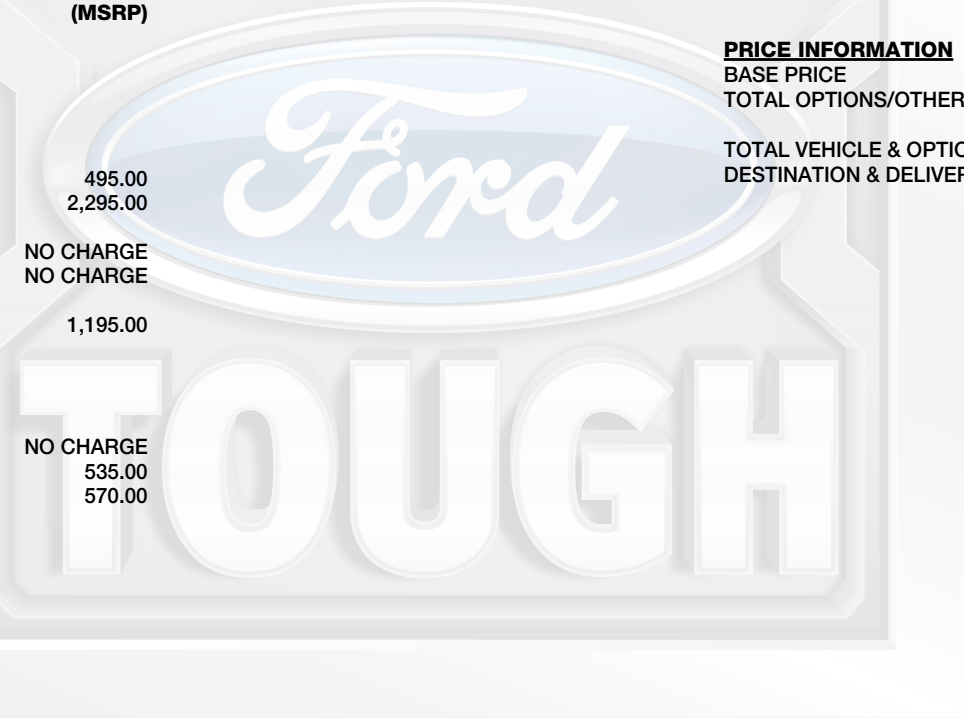 (MSRP)
495.00
2,295.00
NO CHARGE
NO CHARGE
1,195.00
NO CHARGE
535.00
570.00
PRICE INFORMATION
BASE PRICE
TOTAL OPTIONS/OTHER
TOTAL VEHICLE & OPTIO
DESTINATION & DELIVER
Ford
TOUGH